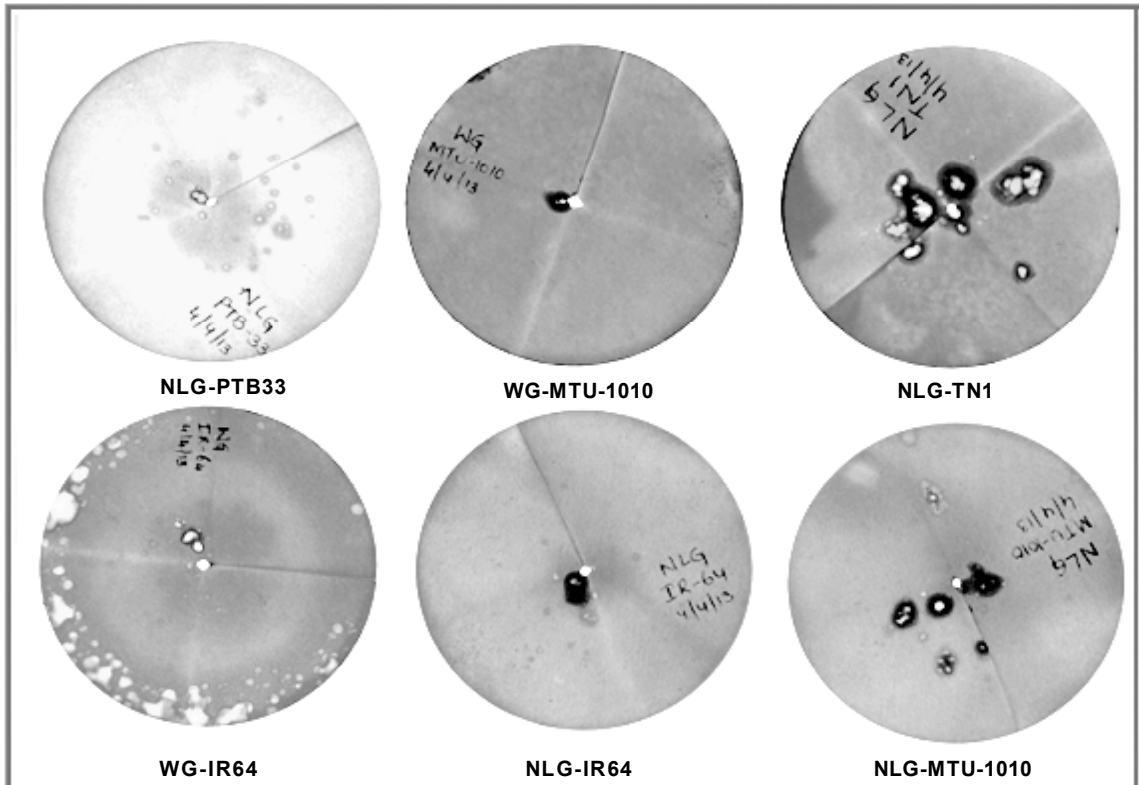 NLG
PTB-33
4/4/13
NLG-PTB33
WG
MTU-1010
4/4/13
WG-MTU-1010
NLG
TN1
4/4/13
NLG-TN1
WG
IR-64
4/4/13
WG-IR64
NLG
IR-64
4/4/13
NLG-IR64
NLG
MTU-1010
4/4/13
NLG-MTU-1010